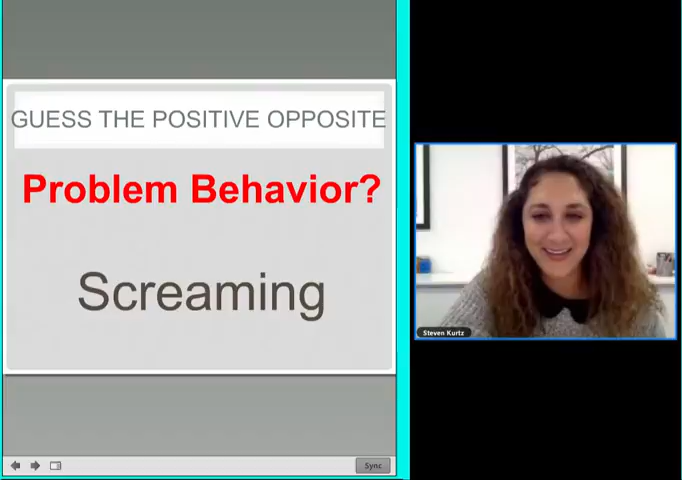 GUESS THE POSITIVE OPPOSITE
Problem Behavior?
Screaming
Steven Kurtz
Sync